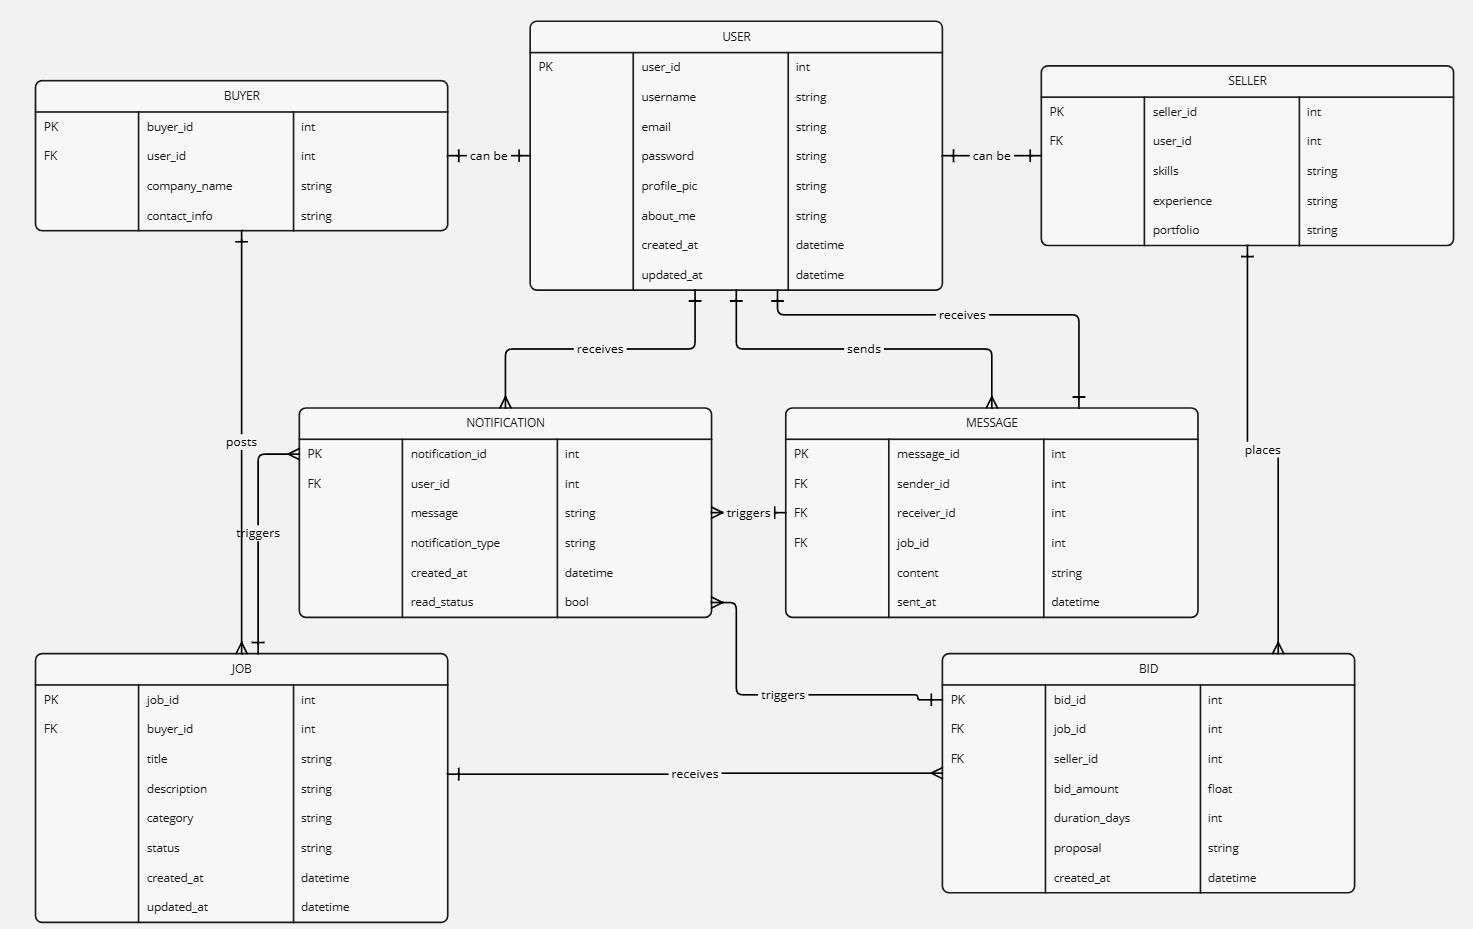 USER
PK user_id int
username string
email string
password string
profile_pic string
about_me string
created_at datetime
updated_at datetime
BUYER
PK buyer_id int
FK user_id int
company_name string
contact_info string
can be
can be
SELLER
PK seller_id int
FK user_id int
skills string
experience string
portfolio string
receives
sends
receives
posts
places
triggers
NOTIFICATION
PK notification_id int
FK user_id int
message string
notification_type string
created_at datetime
read_status bool
triggers
MESSAGE
PK message_id int
FK sender_id int
FK receiver_id int
FK job_id int
content string
sent_at datetime
triggers
JOB
PK job_id int
FK buyer_id int
title string
description string
category string
status string
created_at datetime
updated_at datetime
receives
BID
PK bid_id int
FK job_id int
FK seller_id int
bid_amount float
duration_days int
proposal string
created_at datetime